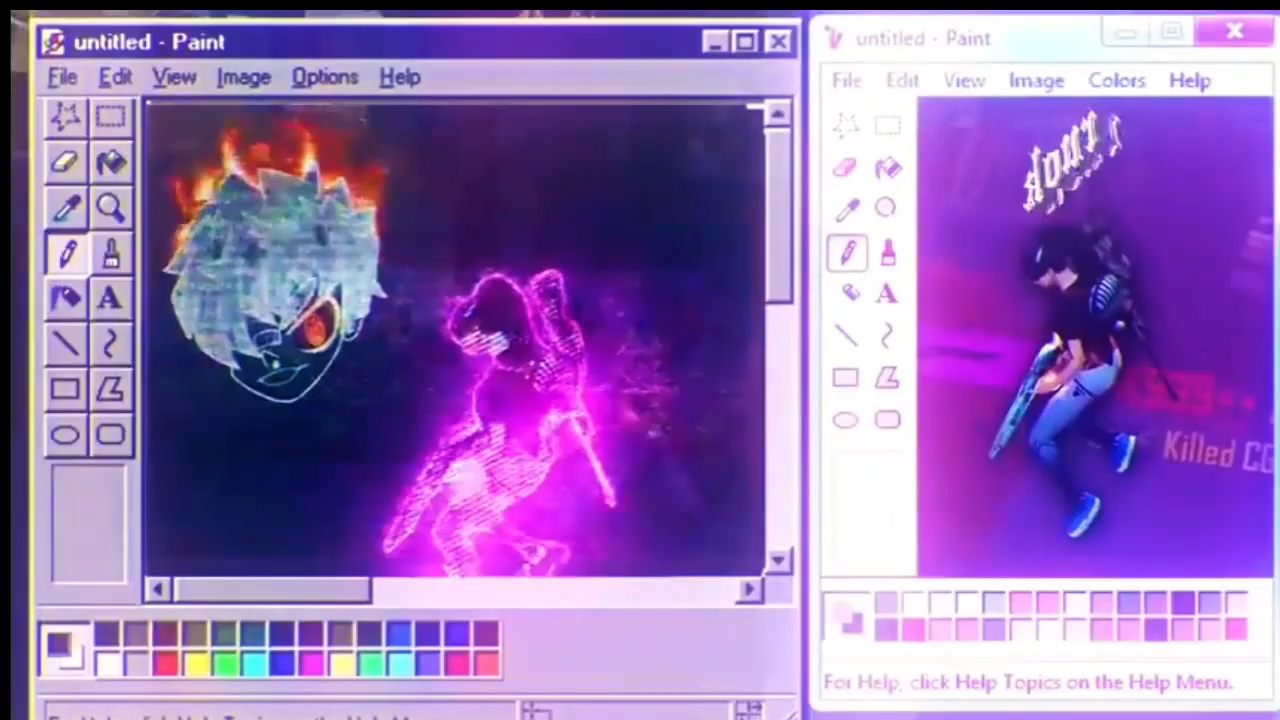 untitled - Paint
File Edit View Image Options Help
A
untitled - Paint
File Edit View Image Colors Help
A
Killed CG
For Help, click Help Topics on the Help Menu.